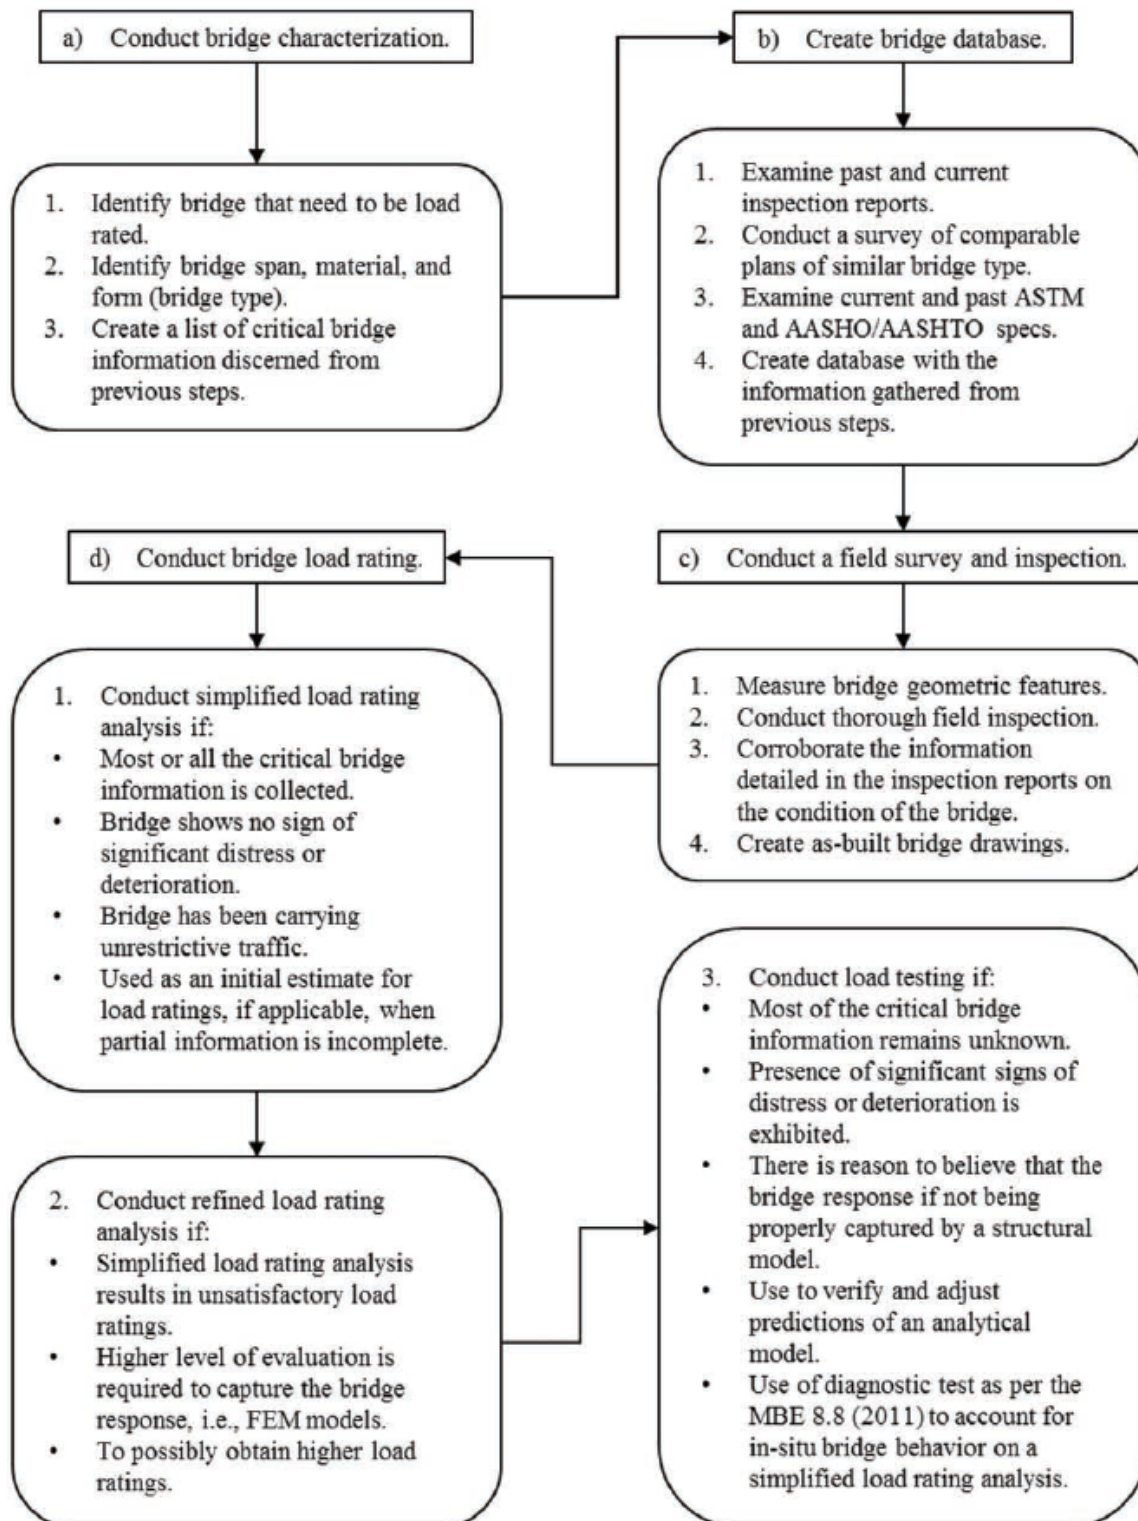 a) Conduct bridge characterization.
1. Identify bridge that need to be load
rated.
2. Identify bridge span, material, and
form (bridge type).
3. Create a list of critical bridge
information discerned from
previous steps.
b) Create bridge database.
1. Examine past and current
inspection reports.
2. Conduct a survey of comparable
plans of similar bridge type.
3. Examine current and past ASTM
and AASHO/AASHTO specs.
4. Create database with the
information gathered from
previous steps.
c) Conduct a field survey and inspection.
1. Measure bridge geometric features.
2. Conduct thorough field inspection.
3. Corroborate the information
detailed in the inspection reports on
the condition of the bridge.
4. Create as-built bridge drawings.
d) Conduct bridge load rating.
1. Conduct simplified load rating
analysis if:
• Most or all the critical bridge
information is collected.
• Bridge shows no sign of
significant distress or
deterioration.
• Bridge has been carrying
unrestrictive traffic.
• Used as an initial estimate for
load ratings, if applicable, when
partial information is incomplete.
2. Conduct refined load rating
analysis if:
• Simplified load rating analysis
results in unsatisfactory load
ratings.
• Higher level of evaluation is
required to capture the bridge
response, i.e., FEM models.
• To possibly obtain higher load
ratings.
3. Conduct load testing if:
• Most of the critical bridge
information remains unknown.
• Presence of significant signs of
distress or deterioration is
exhibited.
• There is reason to believe that the
bridge response if not being
properly captured by a structural
model.
• Use to verify and adjust
predictions of an analytical
model.
• Use of diagnostic test as per the
MBE 8.8 (2011) to account for
in-situ bridge behavior on a
simplified load rating analysis.